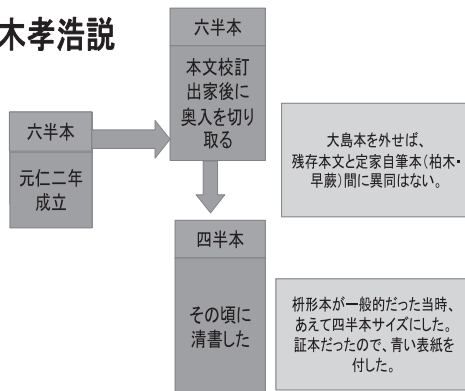 木孝浩説
六半本
元仁二年
成立
六半本
本文校訂
出家後に
奥入を切り
取る
四半本
その頃に
清書した
大島本を外せば、
残存本文と定家自筆本(柏木・
早蕨)間に異同はない。
枡形本が一般的だった当時、
あえて四半本サイズにした。
証本だったので、青い表紙を
付した。